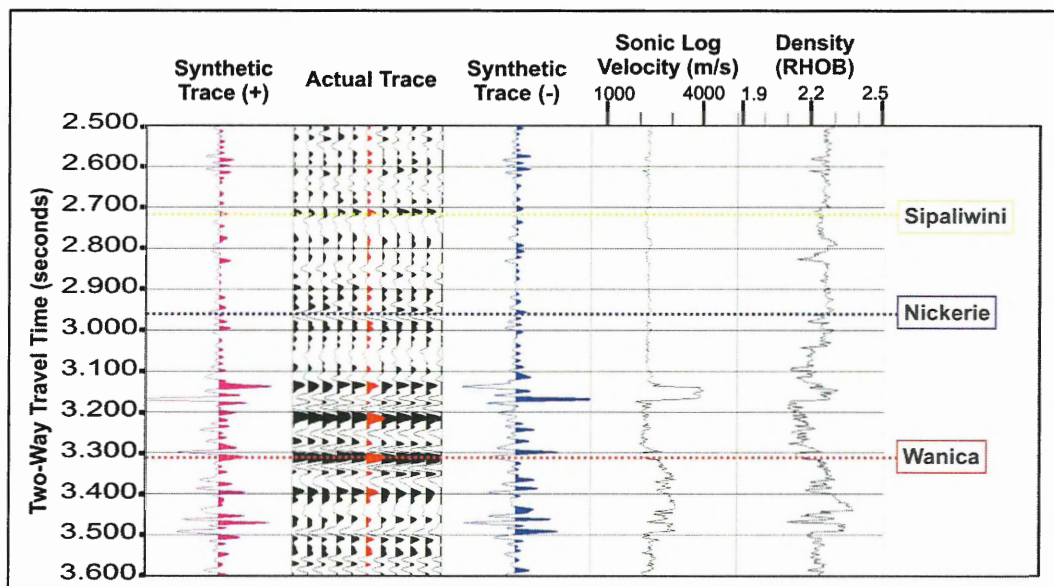 Synthetic
Trace (+)
Actual Trace
Synthetic
Trace (-)
Sonic Log
Velocity (m/s)
1000 4000
Density
(RHOB)
1.9 2.2 2.5
Two-Way Travel Time (seconds)
2.500
2.600
2.700
2.800
2.900
3.000
3.100
3.200
3.300
3.400
3.500
3.600
Sipaliwini
Nickerie
Wanica